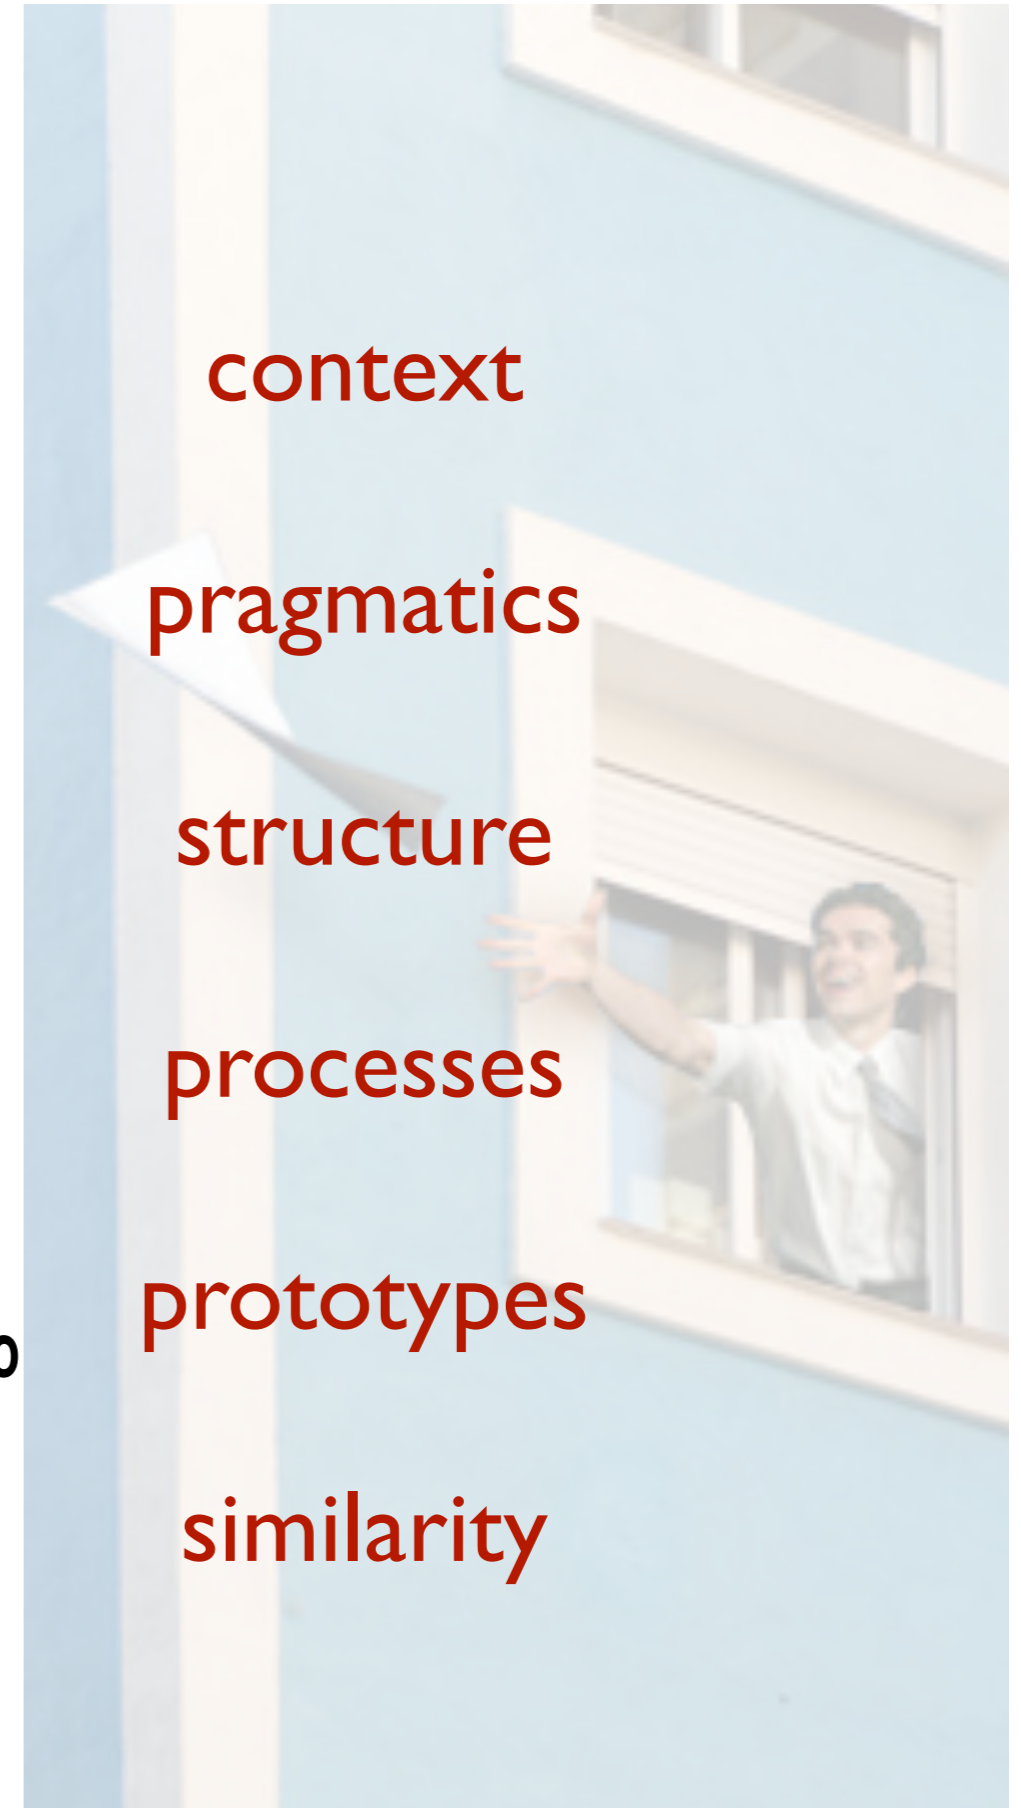 context
pragmatics
structure
processes
prototypes
similarity